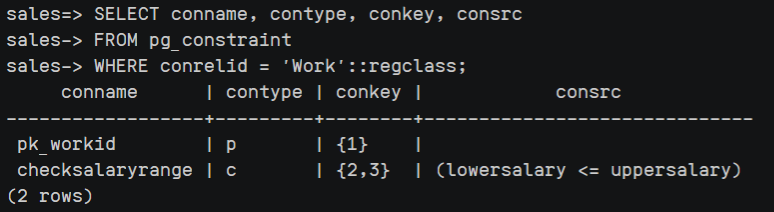 sales=> SELECT conname, contype, conkey, consrc
sales-> FROM pg_constraint
sales-> WHERE conrelid = 'Work'::regclass;
     conname      | contype | conkey |            consrc
------------------+---------+--------+------------------------------
 pk_workid        | p       | {1}    |
 checksalaryrange | c       | {2,3}  | (lowersalary <= uppersalary)
(2 rows)